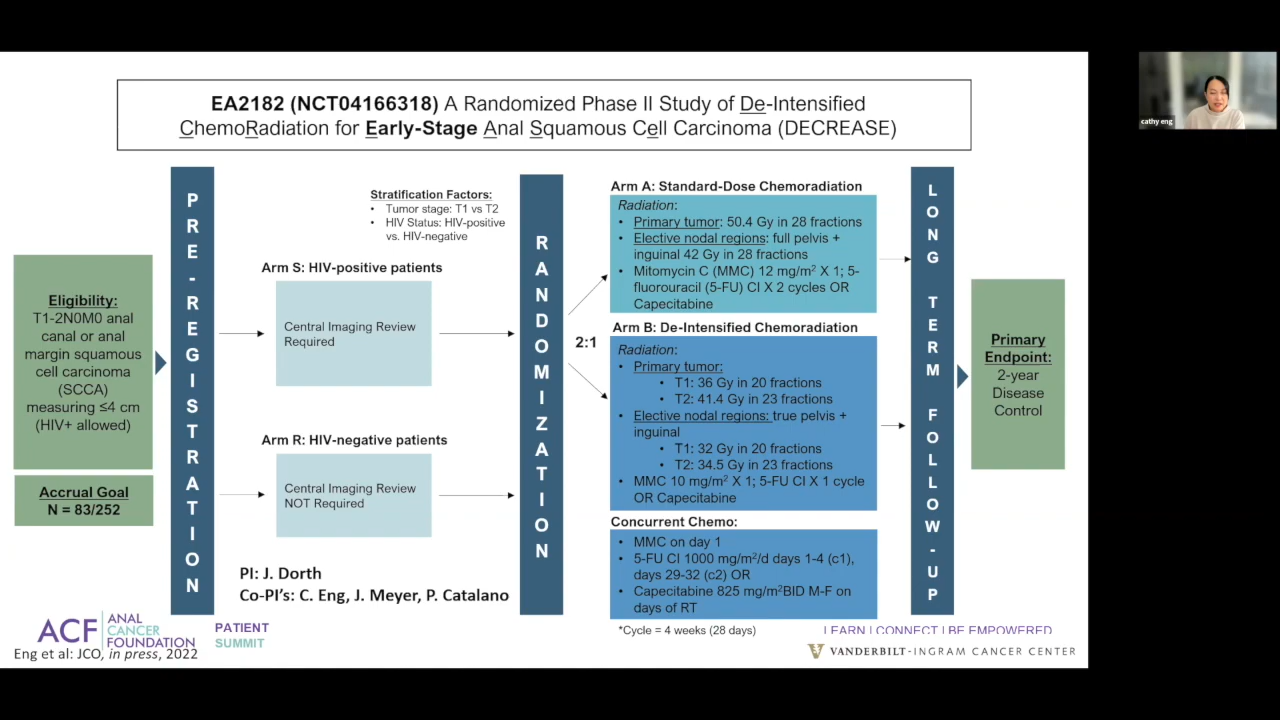 EA2182 (NCT04166318) A Randomized Phase II Study of De-Intensified
ChemoRadiation for Early-Stage Anal Squamous Cell Carcinoma (DECREASE)
cathy eng
Eligibility:
T1-2N0M0 anal
canal or anal
margin squamous
cell carcinoma
(SCCA)
measuring ≤4 cm
(HIV+ allowed)
Accrual Goal
N = 83/252
PRE-REGISTRATION
Stratification Factors:
• Tumor stage: T1 vs T2
• HIV Status: HIV-positive
vs. HIV-negative
Arm S: HIV-positive patients
Central Imaging Review
Required
Arm R: HIV-negative patients
Central Imaging Review
NOT Required
PI: J. Dorth
Co-PI's: C. Eng, J. Meyer, P. Catalano
RANDOMIZATION
2:1
Arm A: Standard-Dose Chemoradiation
Radiation:
• Primary tumor: 50.4 Gy in 28 fractions
• Elective nodal regions: full pelvis +
inguinal 42 Gy in 28 fractions
• Mitomycin C (MMC) 12 mg/m² X 1; 5-
fluorouracil (5-FU) CI X 2 cycles OR
Capecitabine
Arm B: De-Intensified Chemoradiation
Radiation:
• Primary tumor:
• T1: 36 Gy in 20 fractions
• T2: 41.4 Gy in 23 fractions
• Elective nodal regions: true pelvis +
inguinal
• T1: 32 Gy in 20 fractions
• T2: 34.5 Gy in 23 fractions
• MMC 10 mg/m² X 1; 5-FU CI X 1 cycle
OR Capecitabine
Concurrent Chemo:
• MMC on day 1
• 5-FU CI 1000 mg/m²/d days 1-4 (c1),
days 29-32 (c2) OR
• Capecitabine 825 mg/m²BID M-F on
days of RT
*Cycle = 4 weeks (28 days)
LONG TERM FOLLOW-UP
Primary
Endpoint:
2-year
Disease
Control
ACF
ANAL
CANCER
FOUNDATION
PATIENT
SUMMIT
Eng et al: JCO, in press, 2022
LEARN | CONNECT | BE EMPOWERED
VANDERBILT-INGRAM CANCER CENTER